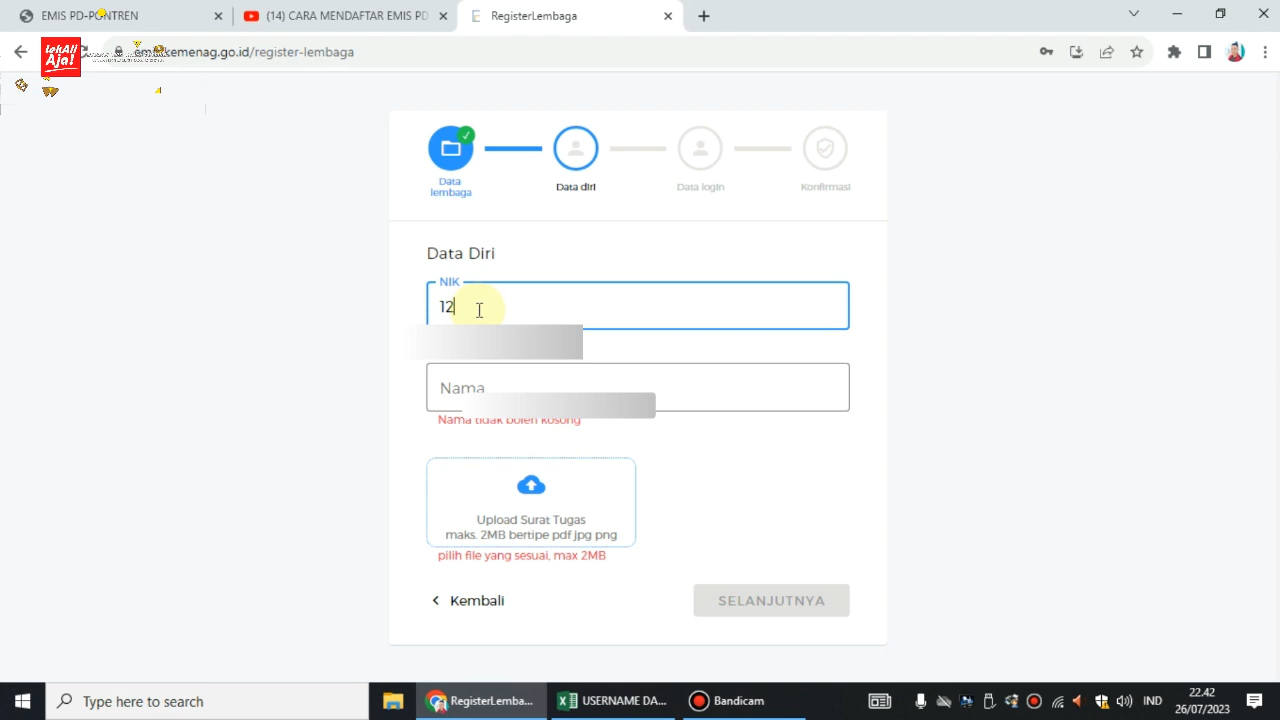 EMIS PD-PONTREN
(14) CARA MENDAFTAR EMIS PD
RegisterLembaga
kemenag.go.id/register-lembaga
lekAli
Aja!
Data
lembaga
Data diri
Data login
Konfirmasi
Data Diri
NIK
12
Nama
Nama tidak boleh kosong
Upload Surat Tugas
maks. 2MB bertipe pdf jpg png
pilih file yang sesuai, max 2MB
Kembali
SELANJUTNYA
Type here to search
RegisterLemba...
USERNAME DA...
Bandicam
IND
22.42
26/07/2023